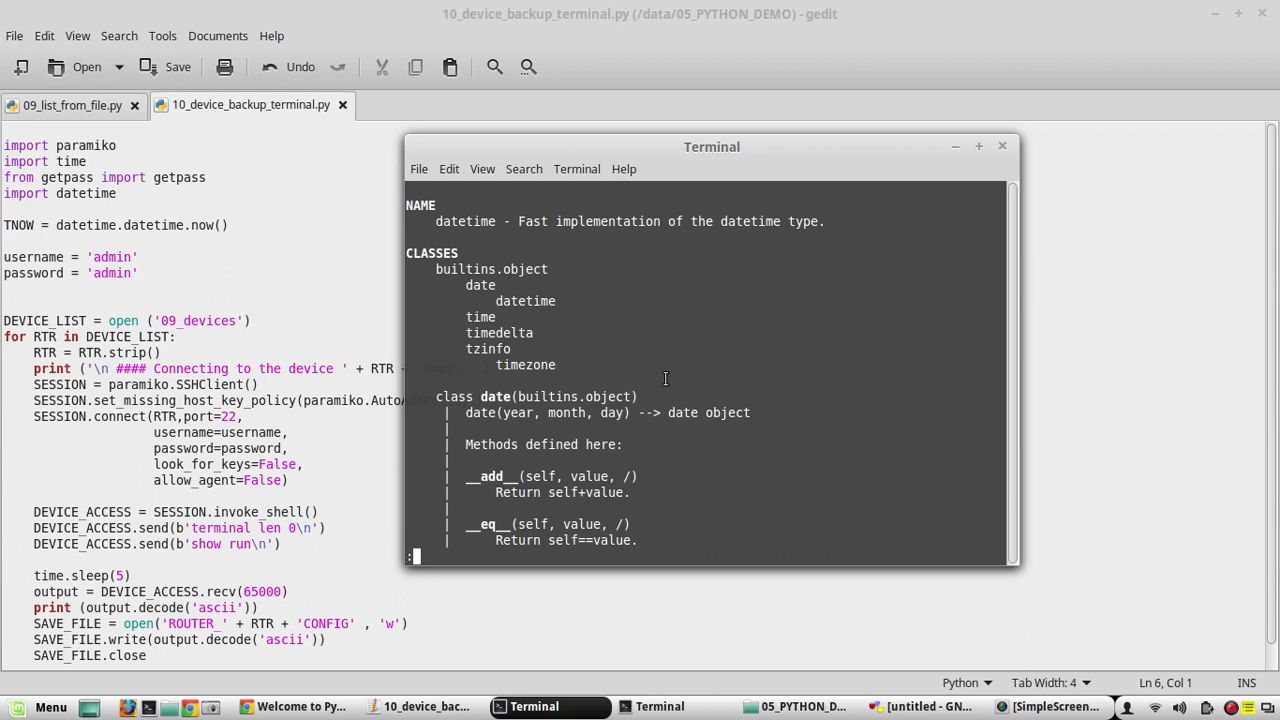 10_device_backup_terminal.py (/data/05_PYTHON_DEMO) - gedit
File Edit View Search Tools Documents Help
Open Save Undo
09_list_from_file.py 10_device_backup_terminal.py
import paramiko
import time
from getpass import getpass
import datetime
TNOW = datetime.datetime.now()
username = 'admin'
password = 'admin'
DEVICE_LIST = open ('09_devices')
for RTR in DEVICE_LIST:
RTR = RTR.strip()
print ('\n #### Connecting to the device ' + RTR
SESSION = paramiko.SSHClient()
SESSION.set_missing_host_key_policy(paramiko.AutoAd
SESSION.connect(RTR,port=22,
username=username,
password=password,
look_for_keys=False,
allow_agent=False)
DEVICE_ACCESS = SESSION.invoke_shell()
DEVICE_ACCESS.send(b'terminal len 0\n')
DEVICE_ACCESS.send(b'show run\n')
time.sleep(5)
output = DEVICE_ACCESS.recv(65000)
print (output.decode('ascii'))
SAVE_FILE = open('ROUTER_' + RTR + 'CONFIG' , 'w')
SAVE_FILE.write(output.decode('ascii'))
SAVE_FILE.close
Terminal
File Edit View Search Terminal Help
NAME
datetime - Fast implementation of the datetime type.
CLASSES
builtins.object
date
datetime
time
timedelta
tzinfo
timezone
class date(builtins.object)
| date(year, month, day) --> date object
|
| Methods defined here:
|
| __add__(self, value, /)
| Return self+value.
|
| __eq__(self, value, /)
| Return self==value.
:
Python Tab Width: 4 Ln 6, Col 1 INS
Menu Welcome to Py... 10_device_bac... Terminal Terminal 05_PYTHON_D... [untitled - GN... [SimpleScreen...